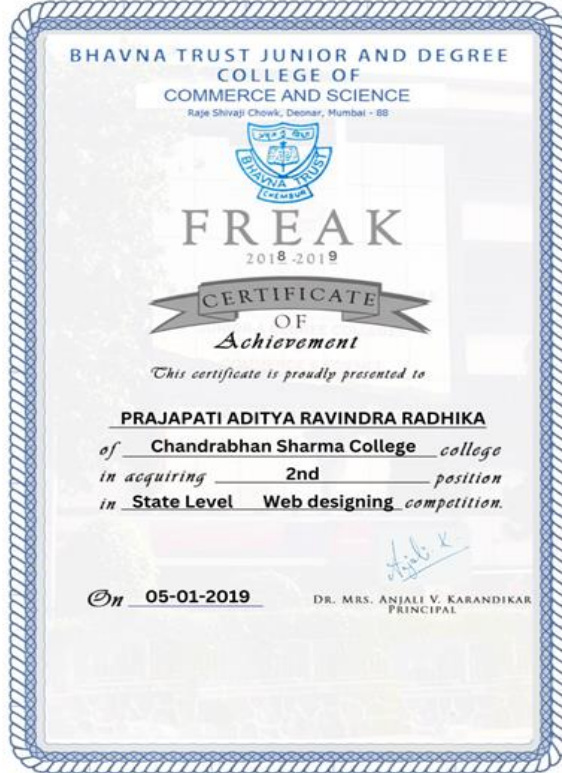 BHAVNA TRUST JUNIOR AND DEGREE
COLLEGE OF
COMMERCE AND SCIENCE
Raje Shivaji Chowk, Deonar, Mumbai - 88
BHAVNA TRUST
CHEMBUR
FREAK
2018-2019
CERTIFICATE
OF
Achievement
This certificate is proudly presented to
PRAJAPATI ADITYA RAVINDRA RADHIKA
of Chandrabhan Sharma College college
in acquiring 2nd position
in State Level Web designing competition.
Anjali. K.
On 05-01-2019
DR. MRS. ANJALI V. KARANDIKAR
PRINCIPAL